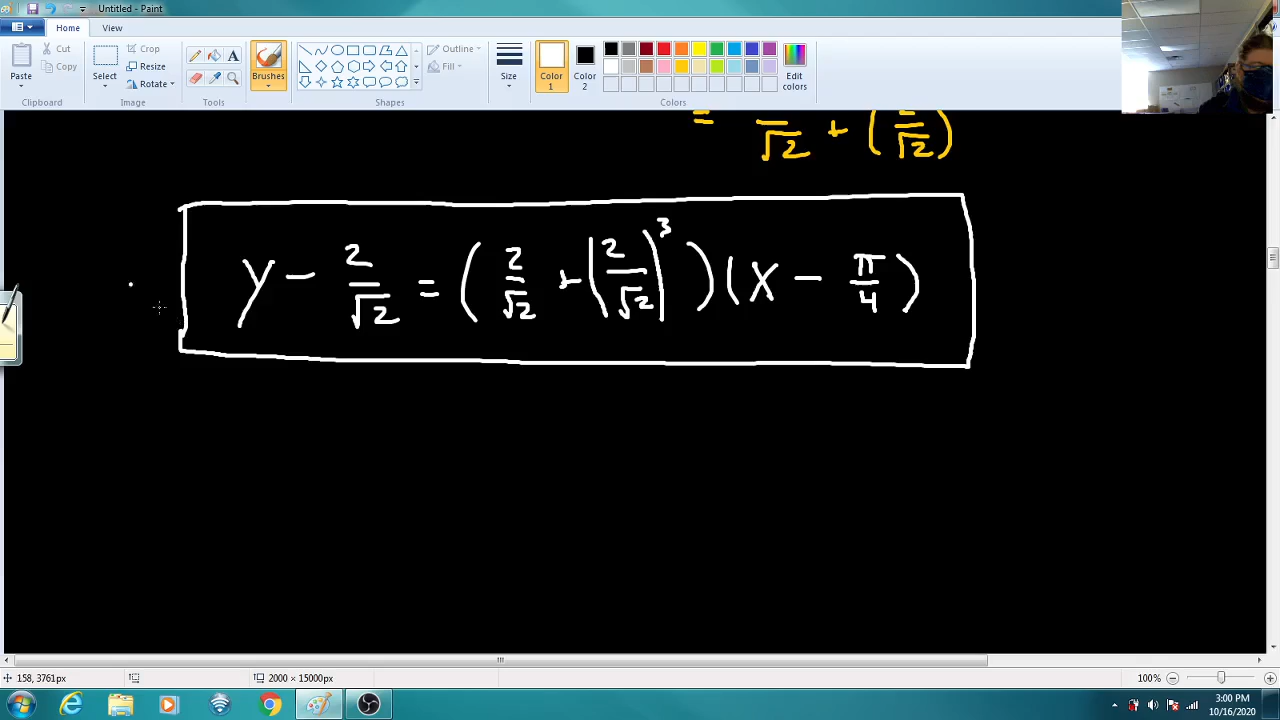 Untitled - Paint
Home View
Paste
Cut
Copy
Clipboard
Select
Crop
Resize
Rotate
Image
A
Tools
Brushes
Outline
Fill
Shapes
Size
Color 1
Color 2
Edit colors
Colors
= √2 + ( √2 )
y - 2/√2 = ( 2/√2 + ( 2/√2 )³ ) ( x - π/4 )
158, 3761px
2000 × 15000px
100%
3:00 PM
10/16/2020